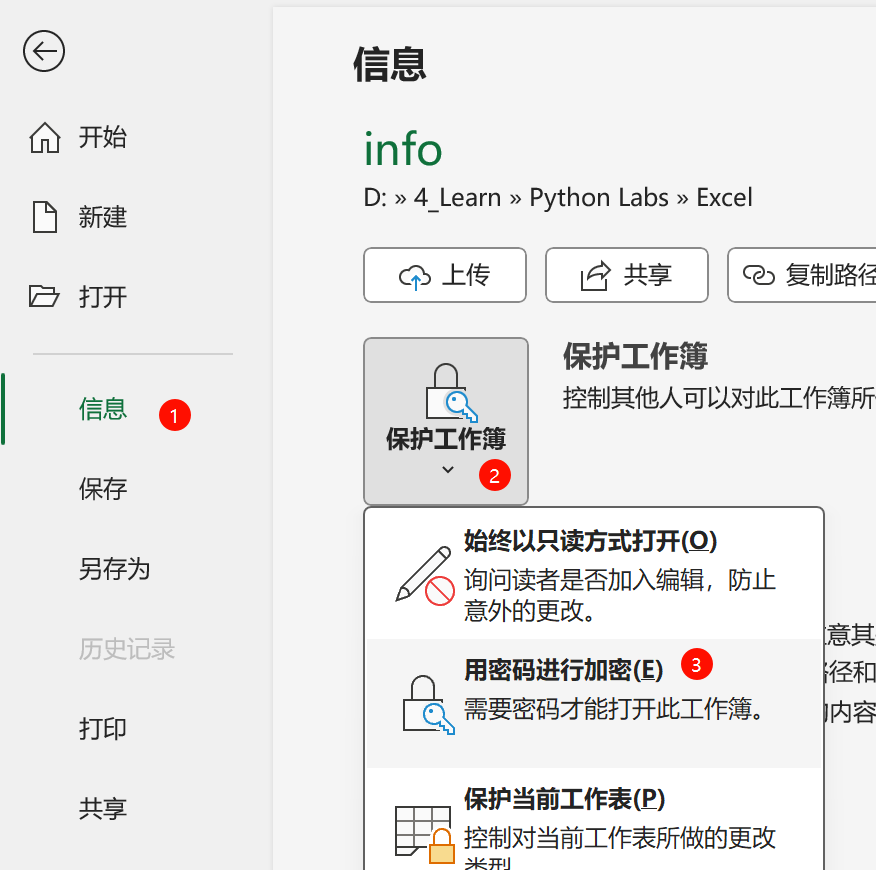 信息
info
D: » 4_Learn » Python Labs » Excel
开始
新建
打开
信息
1
保存
另存为
历史记录
打印
共享
上传
共享
复制路径
保护工作簿
2
保护工作簿
控制其他人可以对此工作簿所
始终以只读方式打开(O)
询问读者是否加入编辑，防止
意外的更改。
用密码进行加密(E)
3
需要密码才能打开此工作簿。
保护当前工作表(P)
控制对当前工作表所做的更改
类型
意其
径和
内容